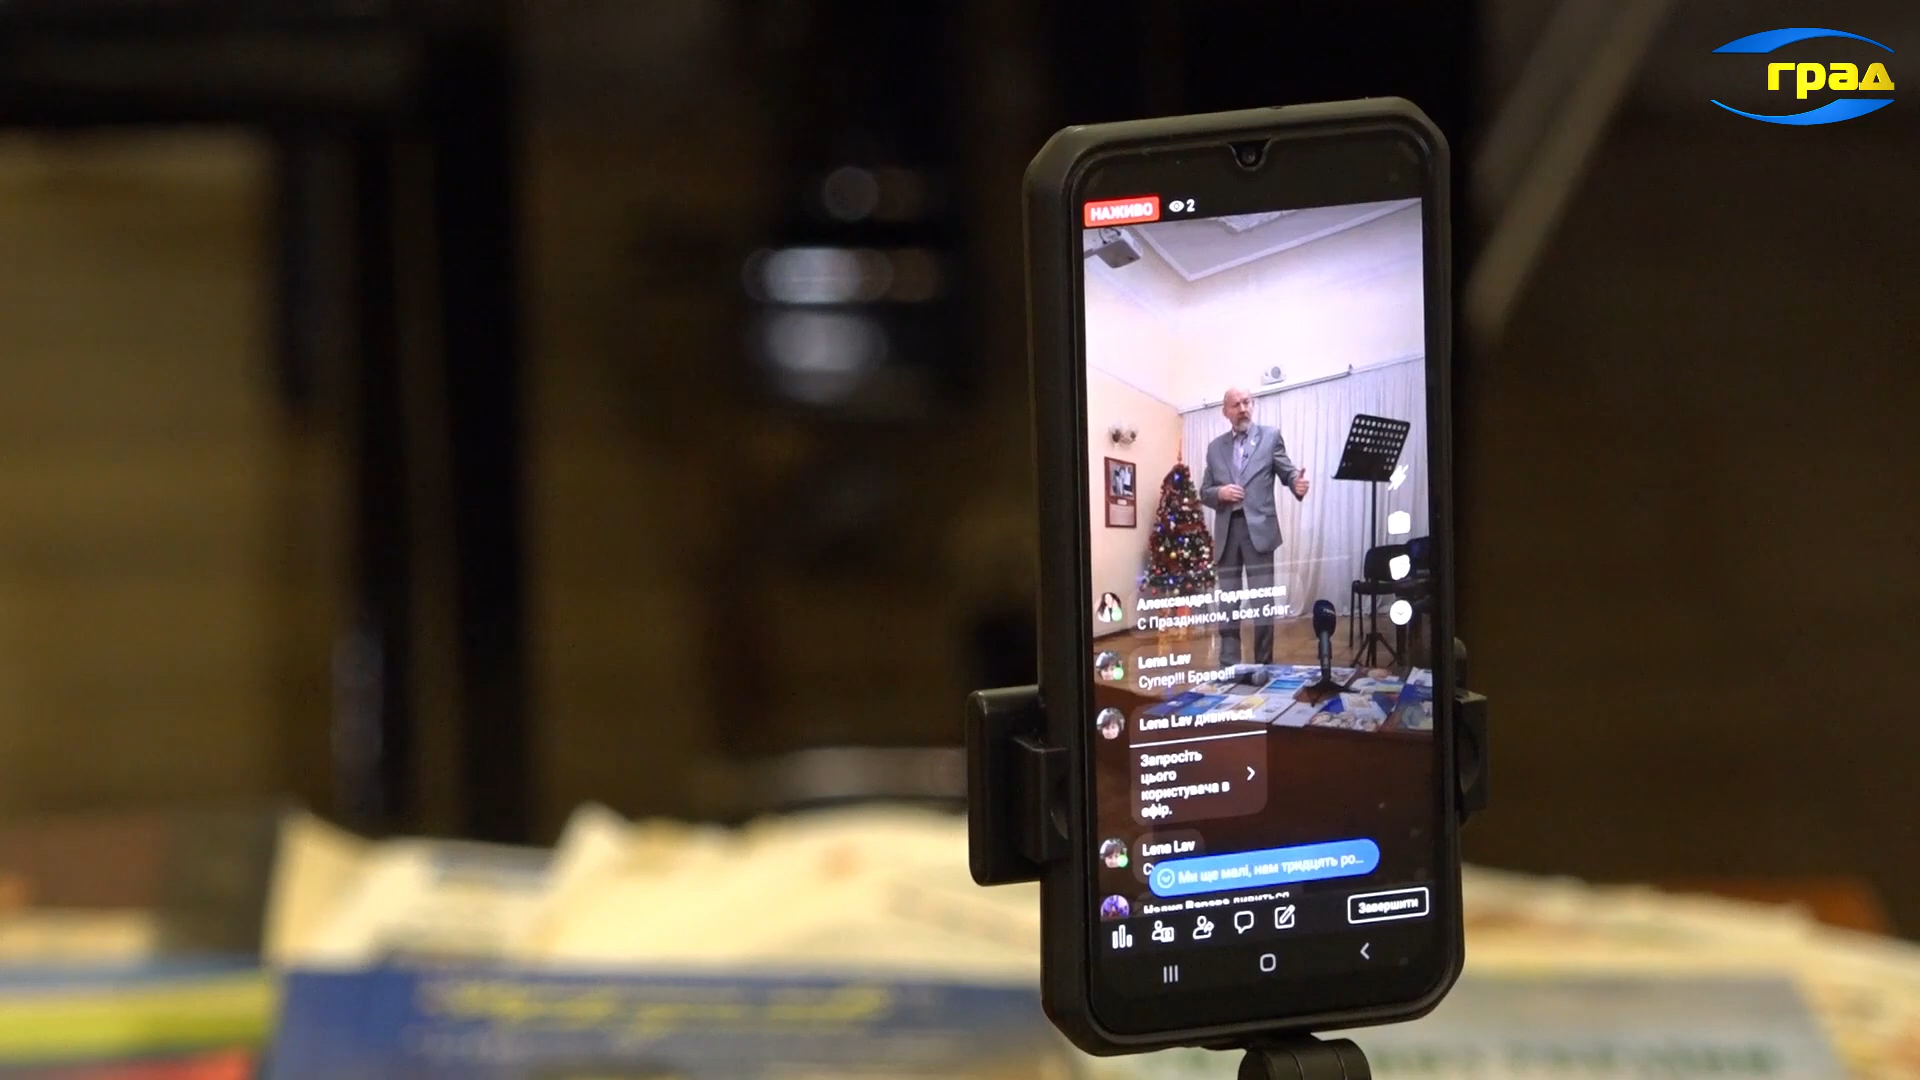 град
НАЖИВО 2
Александра Годлевская
С Праздником, всех благ.
Lena Lav
Супер!!! Браво!!!
Lena Lav дивиться
Запросіть
цього
користувача в
ефір.
Lena Lav
Ми ще малі, нам тридцять ро...
дивиться
Завершити